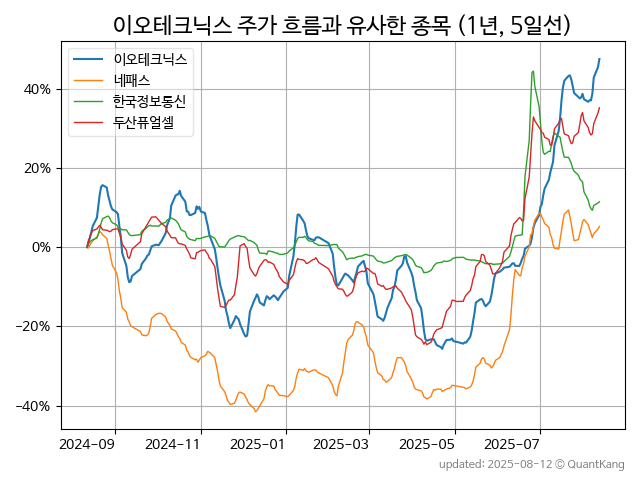 이오테크닉스 주가 흐름과 유사한 종목 (1년, 5일선)
이오테크닉스
네패스
한국정보통신
두산퓨얼셀
40%
20%
0%
−20%
−40%
2024-09
2024-11
2025-01
2025-03
2025-05
2025-07
updated: 2025-08-12 © QuantKang